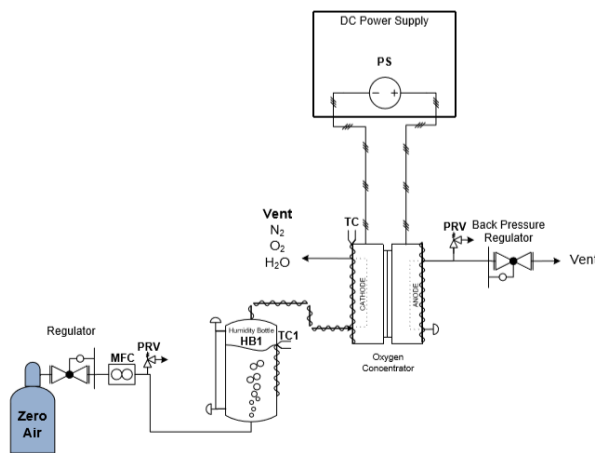 DC Power Supply
PS
−
+
Vent
N₂
O₂
H₂O
TC
PRV
Back Pressure
Regulator
Vent
CATHODE
ANODE
Oxygen
Concentrator
Humidity Bottle
HB1
TC1
Regulator
MFC
PRV
Zero
Air